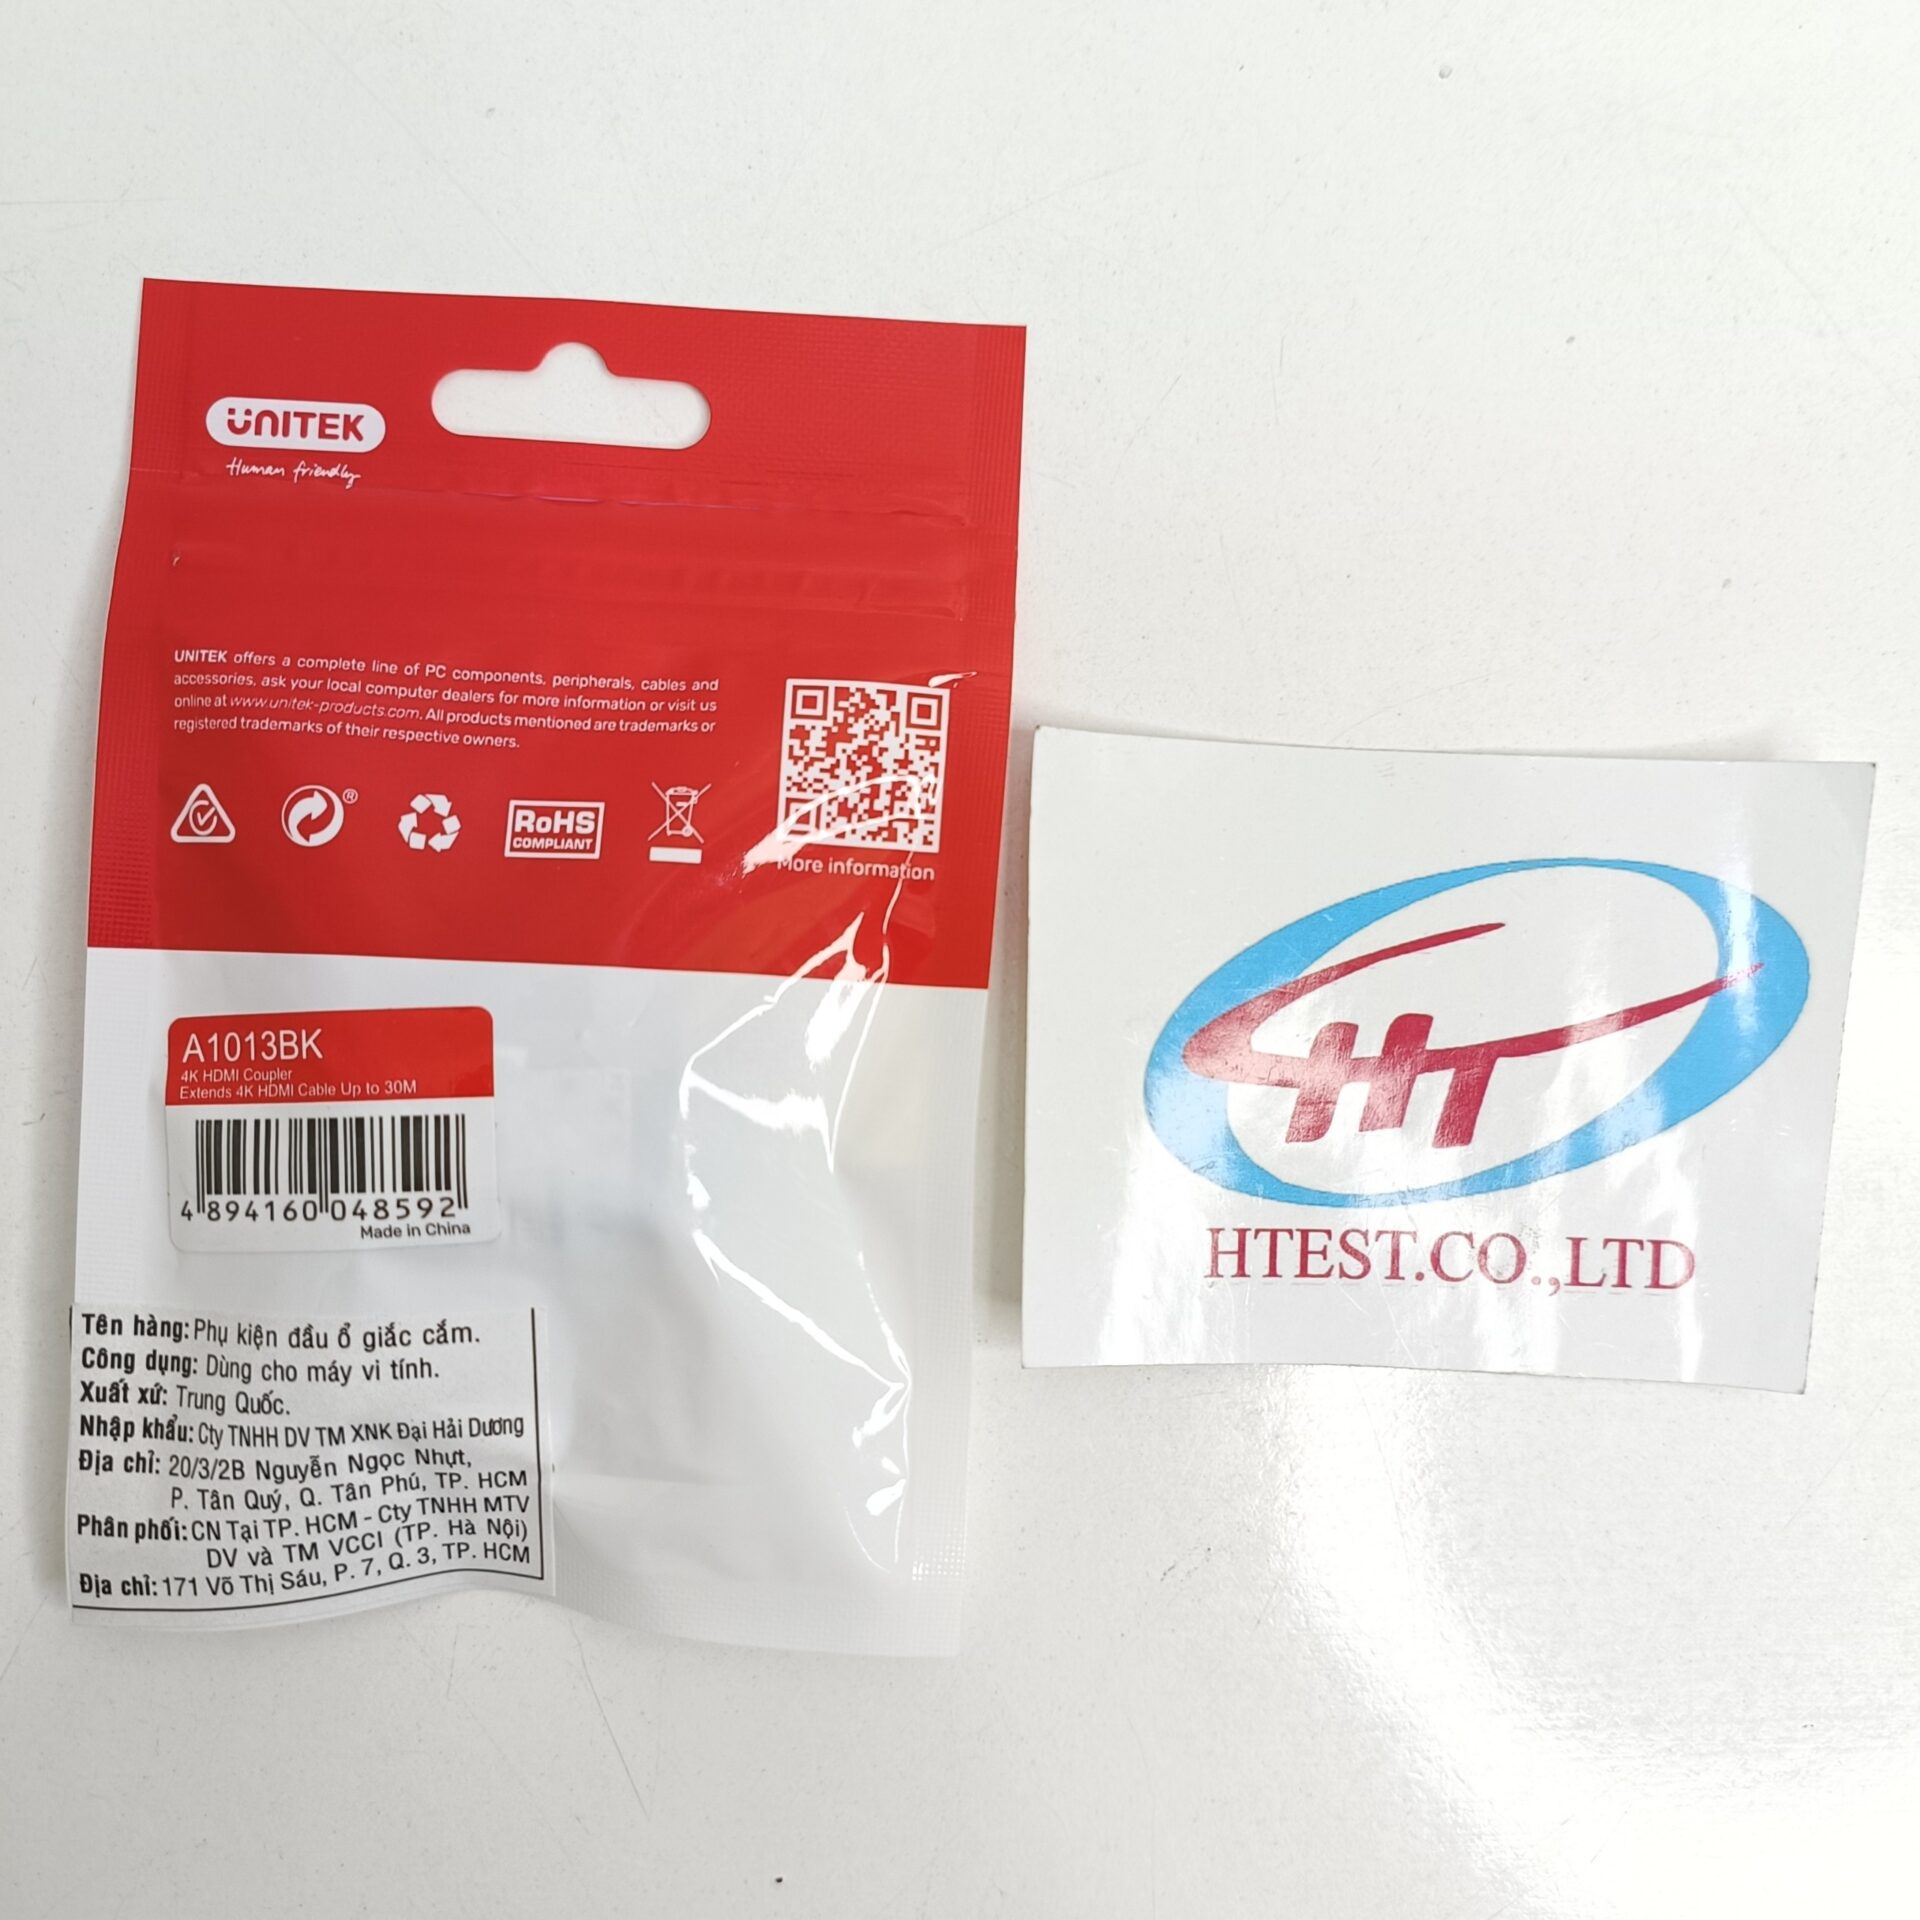 UNITEK
Human friendly
UNITEK offers a complete line of PC components, peripherals, cables and
accessories, ask your local computer dealers for more information or visit us
online at www.unitek-products.com. All products mentioned are trademarks or
registered trademarks of their respective owners.
®
RoHS
COMPLIANT
More information
A1013BK
4K HDMI Coupler
Extends 4K HDMI Cable Up to 30M
4 894160 048592
Made in China
Tên hàng: Phụ kiện đầu ổ giắc cắm.
Công dụng: Dùng cho máy vi tính.
Xuất xứ: Trung Quốc.
Nhập khẩu: Cty TNHH DV TM XNK Đại Hải Dương
Địa chỉ: 20/3/2B Nguyễn Ngọc Nhựt,
P. Tân Quý, Q. Tân Phú, TP. HCM
Phân phối: CN Tại TP. HCM - Cty TNHH MTV
DV và TM VCCI (TP. Hà Nội)
Địa chỉ: 171 Võ Thị Sáu, P. 7, Q. 3, TP. HCM
HT
HTEST.CO.,LTD